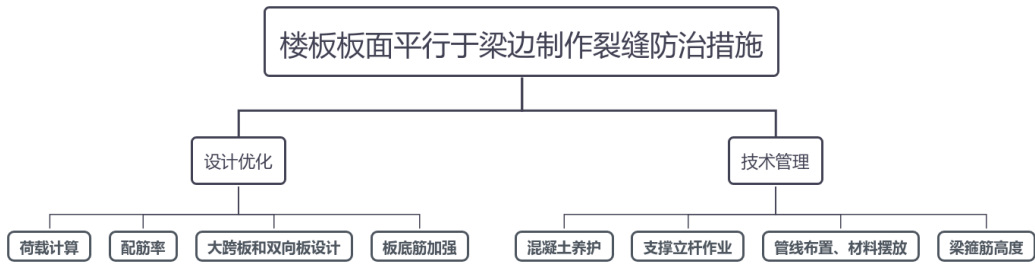 楼板板面平行于梁边制作裂缝防治措施
设计优化
技术管理
荷载计算
配筋率
大跨板和双向板设计
板底筋加强
混凝土养护
支撑立杆作业
管线布置、材料摆放
梁箍筋高度